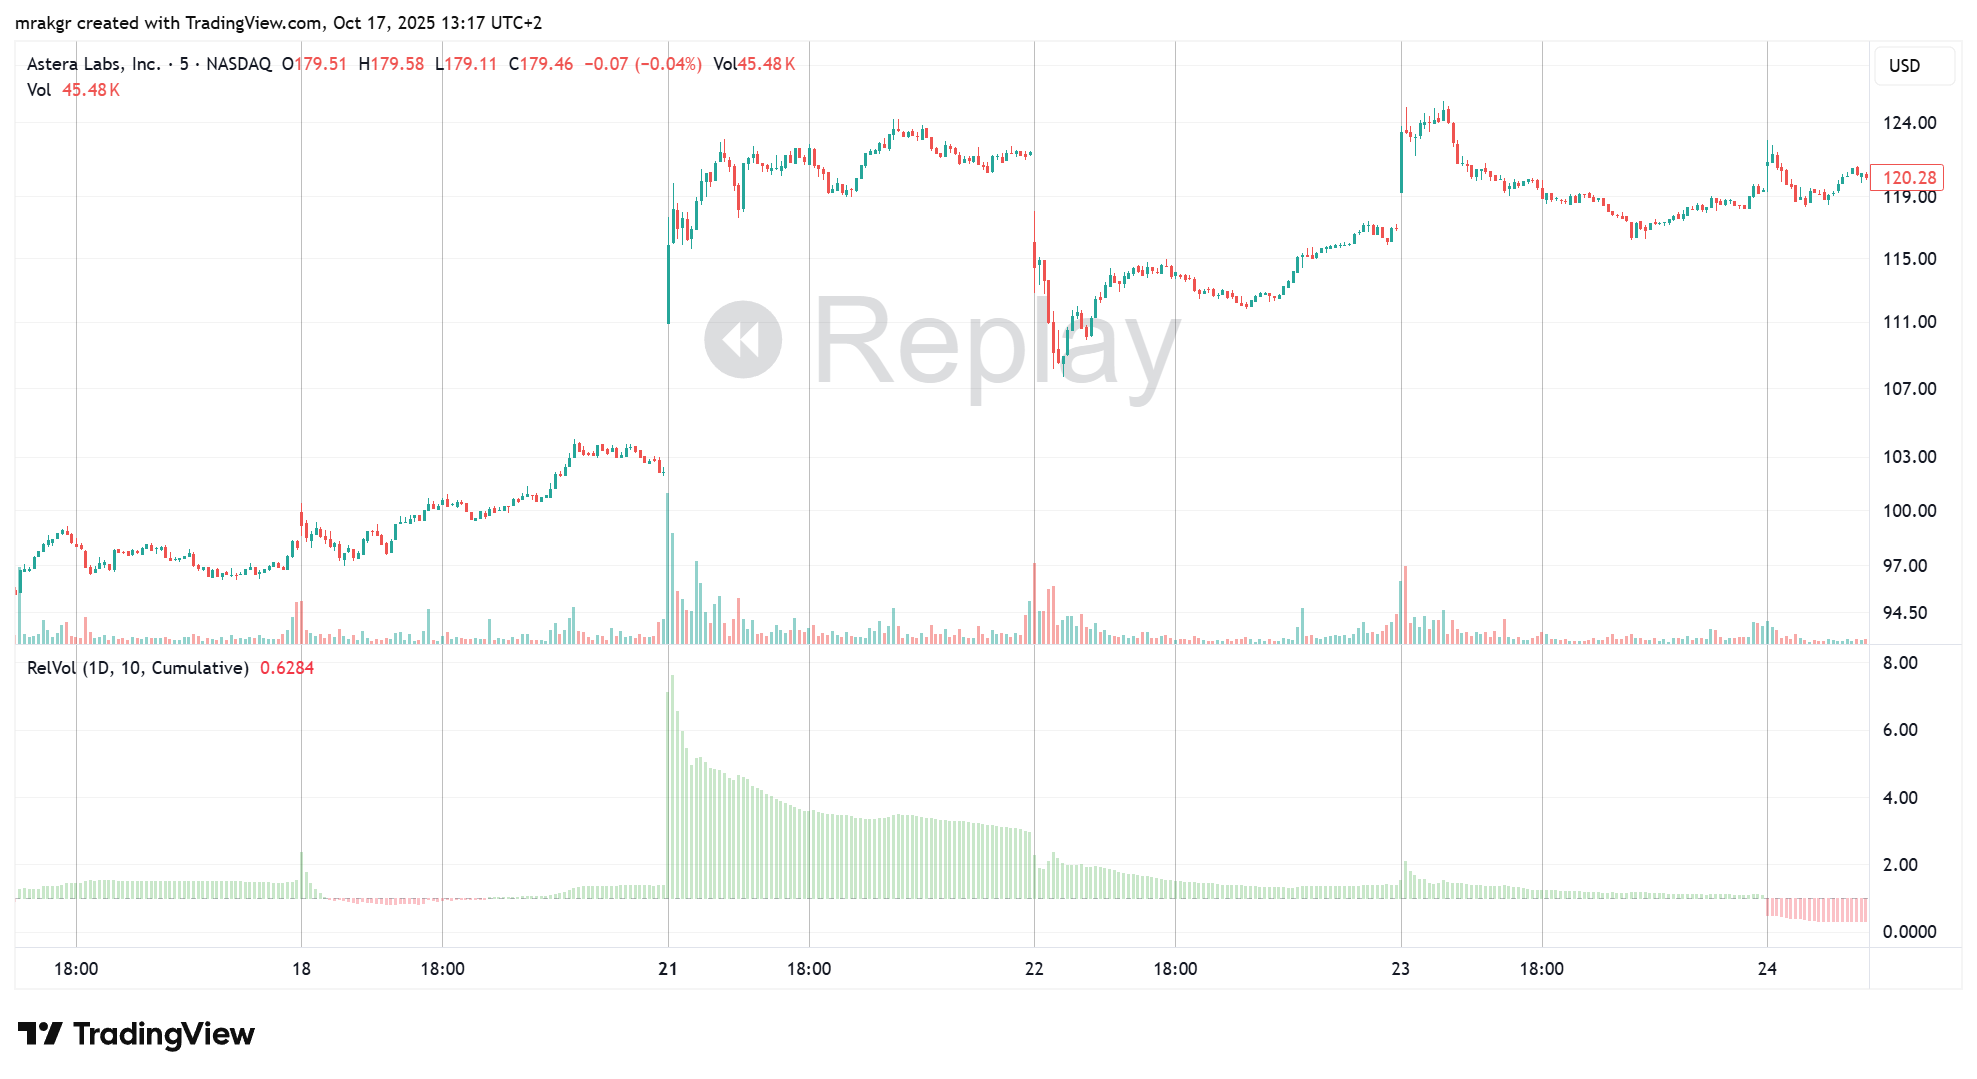 mrakgr created with TradingView.com, Oct 17, 2025 13:17 UTC+2
Astera Labs, Inc. · 5 · NASDAQ O179.51 H179.58 L179.11 C179.46 −0.07 (−0.04%) Vol45.48 K
Vol 45.48 K
USD
124.00
120.28
119.00
115.00
111.00
107.00
103.00
100.00
97.00
94.50
Replay
RelVol (1D, 10, Cumulative) 0.6284
8.00
6.00
4.00
2.00
0.0000
18:00 18 18:00 21 18:00 22 18:00 23 18:00 24
TradingView